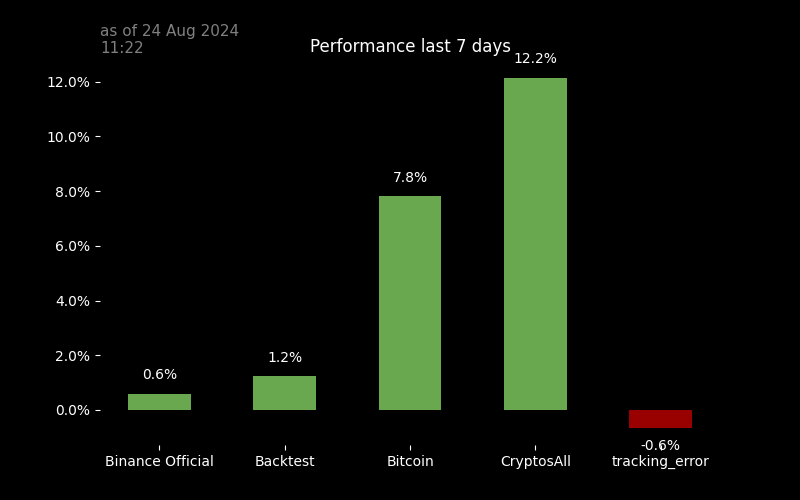 as of 24 Aug 2024
11:22
Performance last 7 days
12.2%
12.0%
10.0%
7.8%
8.0%
6.0%
4.0%
2.0%
1.2%
0.6%
0.0%
-0.6%
Binance Official
Backtest
Bitcoin
CryptosAll
tracking_error